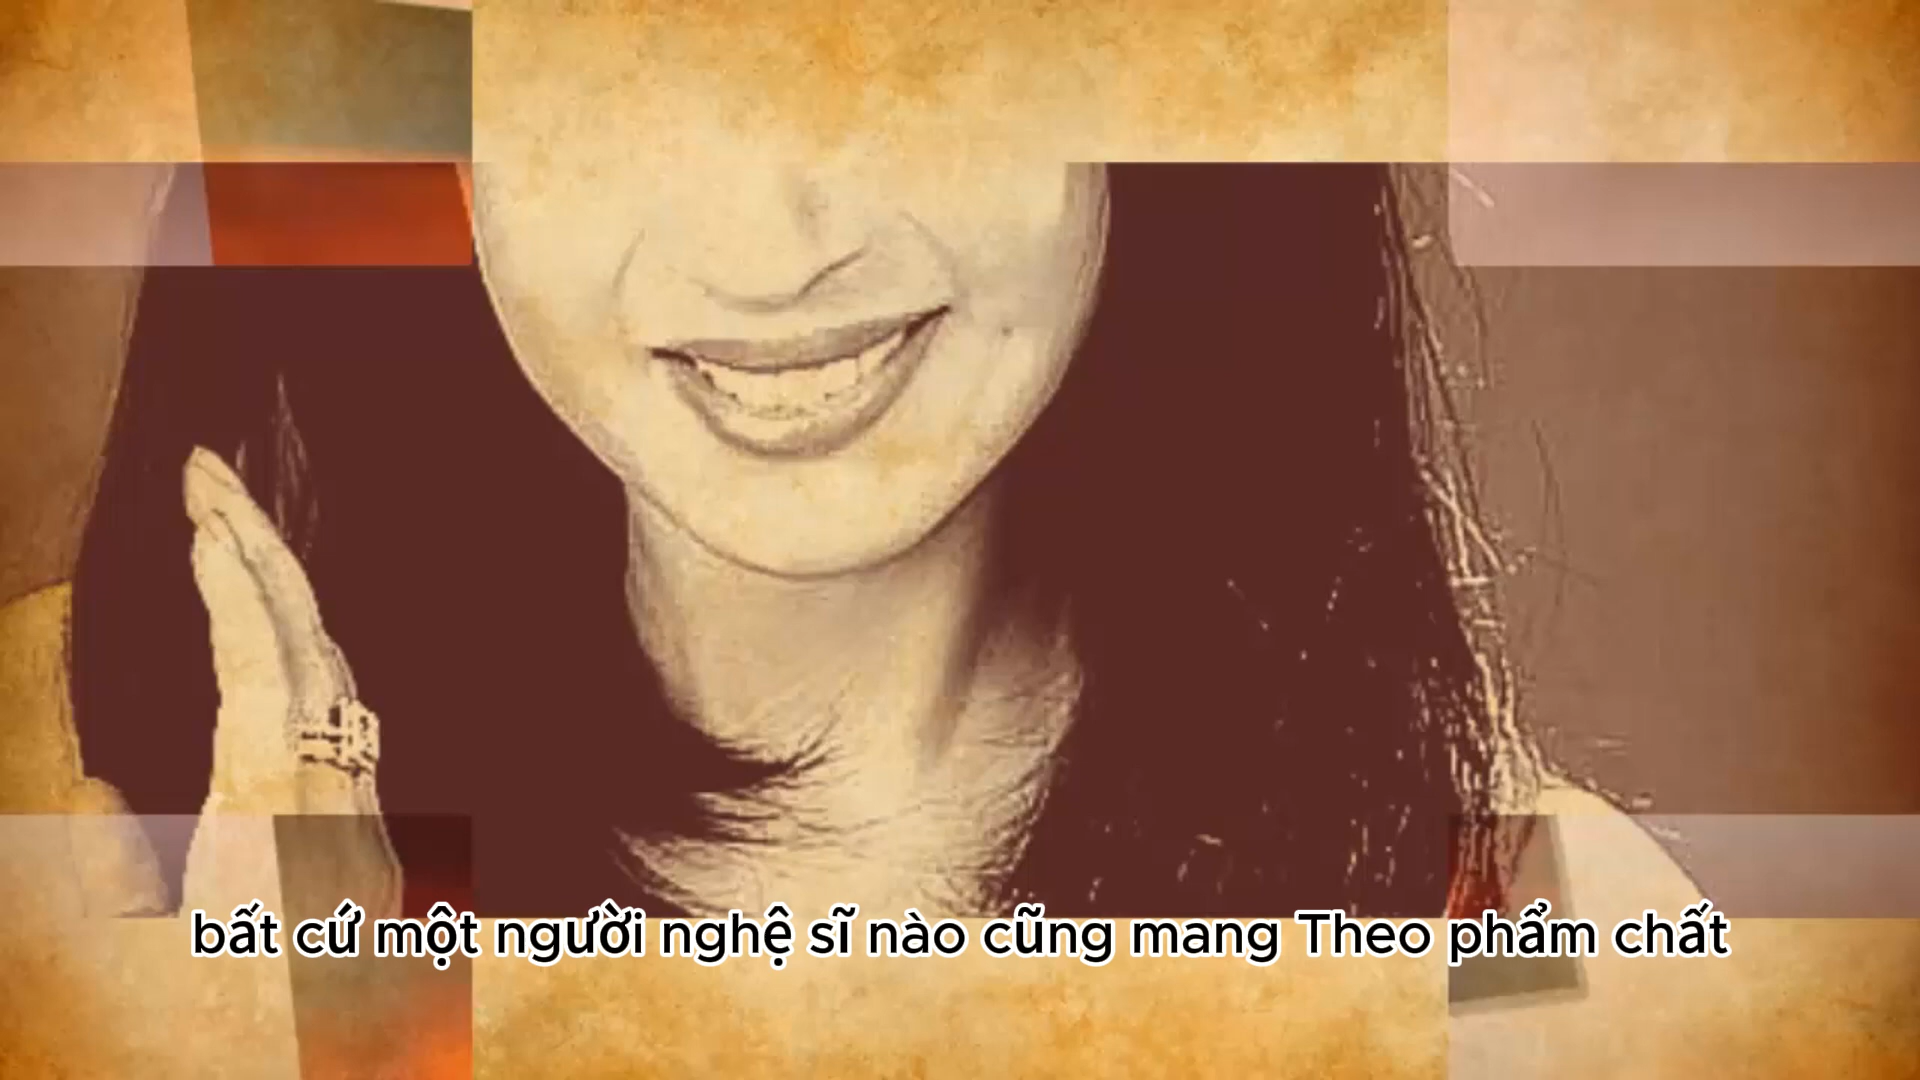 bất cứ một người nghệ sĩ nào cũng mang Theo phẩm chất